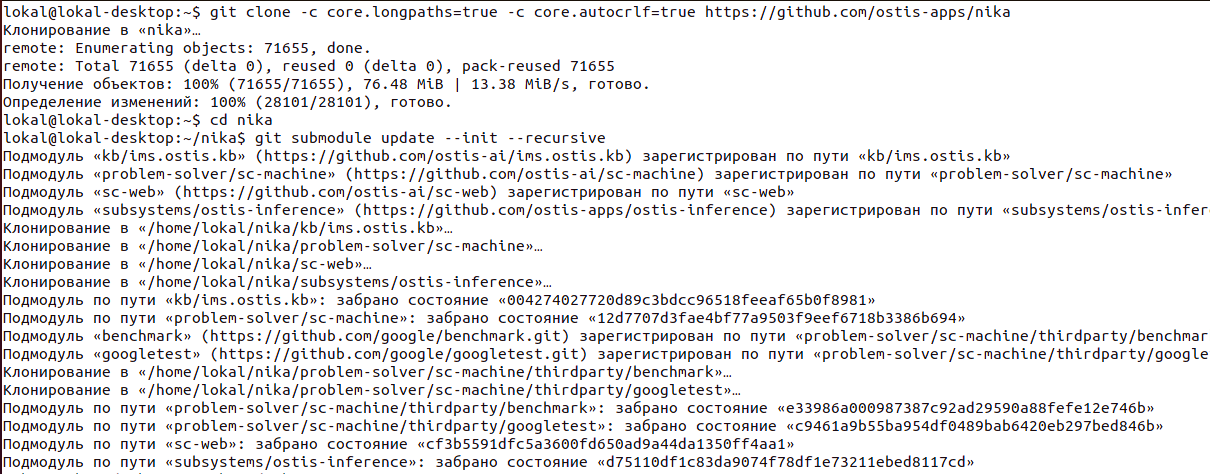 lokal@lokal-desktop:~$ git clone -c core.longpaths=true -c core.autocrlf=true https://github.com/ostis-apps/nika
Клонирование в «nika»…
remote: Enumerating objects: 71655, done.
remote: Total 71655 (delta 0), reused 0 (delta 0), pack-reused 71655
Получение объектов: 100% (71655/71655), 76.48 MiB | 13.38 MiB/s, готово.
Определение изменений: 100% (28101/28101), готово.
lokal@lokal-desktop:~$ cd nika
lokal@lokal-desktop:~/nika$ git submodule update --init --recursive
Подмодуль «kb/ims.ostis.kb» (https://github.com/ostis-ai/ims.ostis.kb) зарегистрирован по пути «kb/ims.ostis.kb»
Подмодуль «problem-solver/sc-machine» (https://github.com/ostis-ai/sc-machine) зарегистрирован по пути «problem-solver/sc-machine»
Подмодуль «sc-web» (https://github.com/ostis-ai/sc-web) зарегистрирован по пути «sc-web»
Подмодуль «subsystems/ostis-inference» (https://github.com/ostis-apps/ostis-inference) зарегистрирован по пути «subsystems/ostis-infer
Клонирование в «/home/lokal/nika/kb/ims.ostis.kb»…
Клонирование в «/home/lokal/nika/problem-solver/sc-machine»…
Клонирование в «/home/lokal/nika/sc-web»…
Клонирование в «/home/lokal/nika/subsystems/ostis-inference»…
Подмодуль по пути «kb/ims.ostis.kb»: забрано состояние «004274027720d89c3bdcc96518feeaf65b0f8981»
Подмодуль по пути «problem-solver/sc-machine»: забрано состояние «12d7707d3fae4bf77a9503f9eef6718b3386b694»
Подмодуль «benchmark» (https://github.com/google/benchmark.git) зарегистрирован по пути «problem-solver/sc-machine/thirdparty/benchmar
Подмодуль «googletest» (https://github.com/google/googletest.git) зарегистрирован по пути «problem-solver/sc-machine/thirdparty/google
Клонирование в «/home/lokal/nika/problem-solver/sc-machine/thirdparty/benchmark»…
Клонирование в «/home/lokal/nika/problem-solver/sc-machine/thirdparty/googletest»…
Подмодуль по пути «problem-solver/sc-machine/thirdparty/benchmark»: забрано состояние «e33986a000987387c92ad29590a88fefe12e746b»
Подмодуль по пути «problem-solver/sc-machine/thirdparty/googletest»: забрано состояние «c9461a9b55ba954df0489bab6420eb297bed846b»
Подмодуль по пути «sc-web»: забрано состояние «cf3b5591dfc5a3600fd650ad9a44da1350ff4aa1»
Подмодуль по пути «subsystems/ostis-inference»: забрано состояние «d75110df1c83da9074f78df1e73211ebed8117cd»